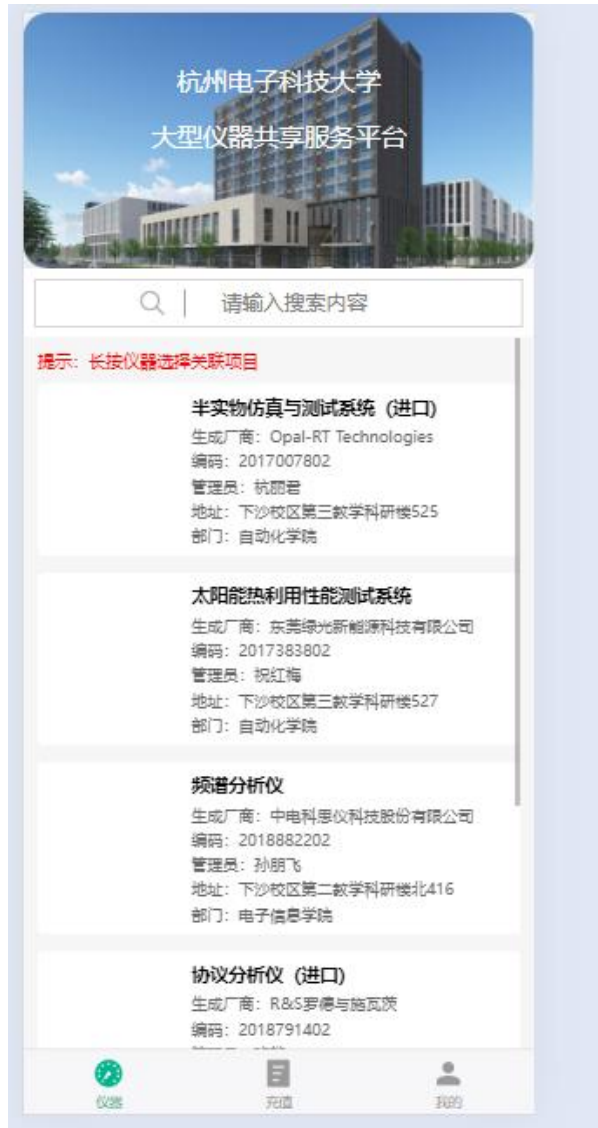 杭州电子科技大学
大型仪器共享服务平台
请输入搜索内容
提示：长按仪器选择关联项目
半实物仿真与测试系统（进口）
生成厂商：Opal-RT Technologies
编码：2017007802
管理员：杭丽君
地址：下沙校区第三教学科研楼525
部门：自动化学院
太阳能热利用性能测试系统
生成厂商：东莞绿光新能源科技有限公司
编码：2017383802
管理员：祝红梅
地址：下沙校区第三教学科研楼527
部门：自动化学院
频谱分析仪
生成厂商：中电科思仪科技股份有限公司
编码：2018882202
管理员：孙朋飞
地址：下沙校区第二教学科研楼北416
部门：电子信息学院
协议分析仪（进口）
生成厂商：R&S罗德与施瓦茨
编码：2018791402
仪器
充值
我的